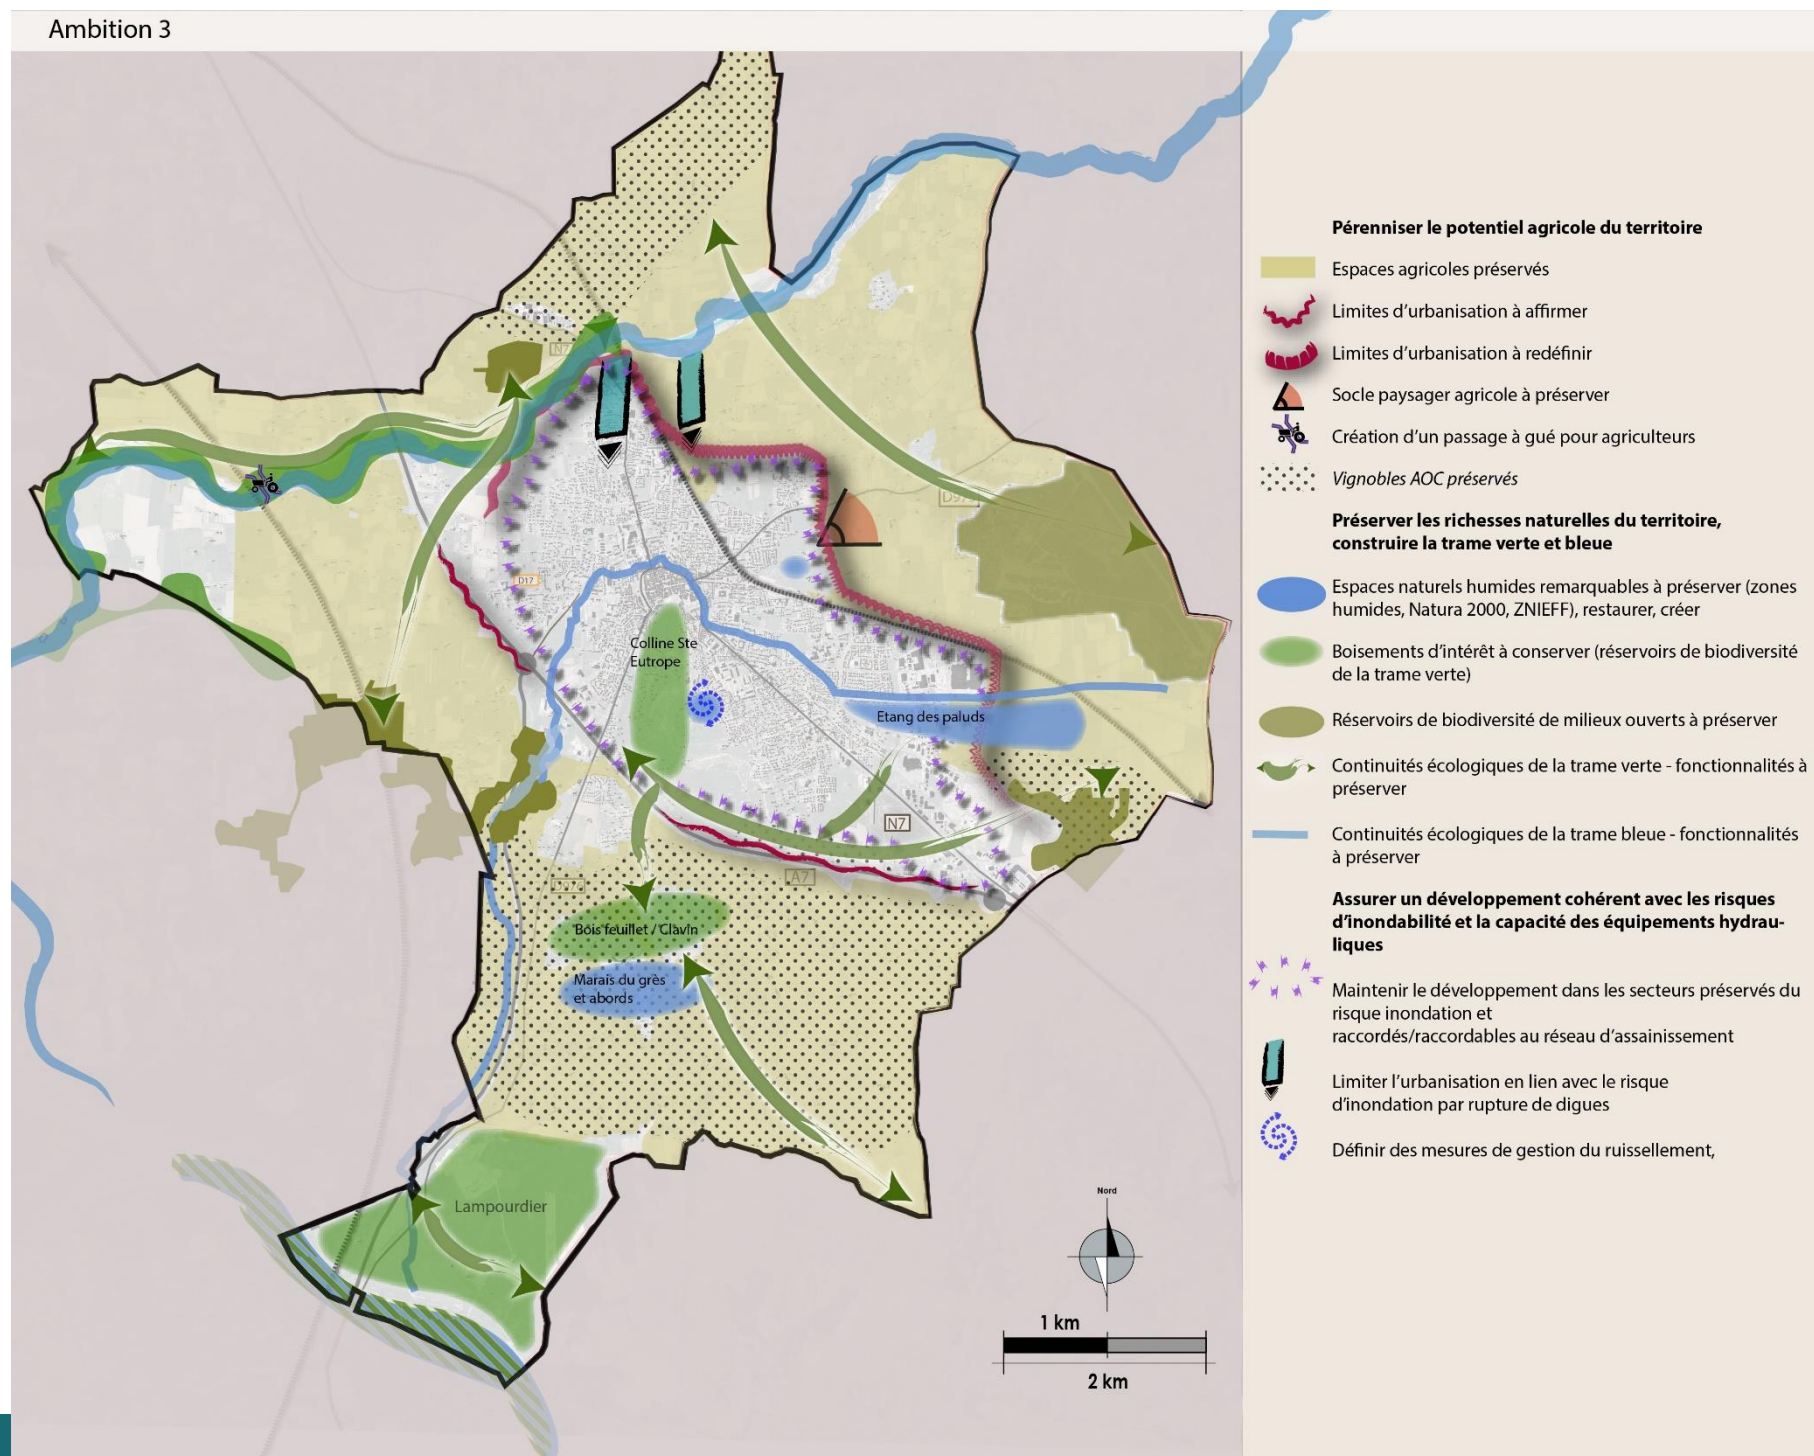 Ambition 3
N7
D17
D97
Colline Ste
Eutrope
Etang des paluds
N7
A7
D976
Bois feuillet / Clavin
Marais du grès
et abords
Lampourdier
Nord
1 km
2 km
Pérenniser le potentiel agricole du territoire
Espaces agricoles préservés
Limites d'urbanisation à affirmer
Limites d'urbanisation à redéfinir
Socle paysager agricole à préserver
Création d'un passage à gué pour agriculteurs
Vignobles AOC préservés
Préserver les richesses naturelles du territoire,
construire la trame verte et bleue
Espaces naturels humides remarquables à préserver (zones
humides, Natura 2000, ZNIEFF), restaurer, créer
Boisements d'intérêt à conserver (réservoirs de biodiversité
de la trame verte)
Réservoirs de biodiversité de milieux ouverts à préserver
Continuités écologiques de la trame verte - fonctionnalités à
préserver
Continuités écologiques de la trame bleue - fonctionnalités
à préserver
Assurer un développement cohérent avec les risques
d'inondabilité et la capacité des équipements hydrau-
liques
Maintenir le développement dans les secteurs préservés du
risque inondation et
raccordés/raccordables au réseau d'assainissement
Limiter l'urbanisation en lien avec le risque
d'inondation par rupture de digues
Définir des mesures de gestion du ruissellement,